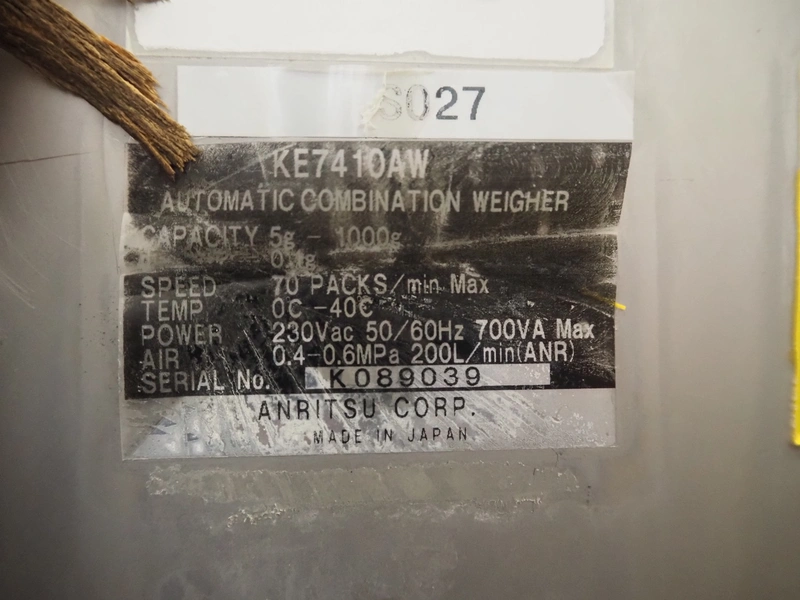 S027
KE7410AW
AUTOMATIC COMBINATION WEIGHER
CAPACITY 5g - 1000g
0.1g
SPEED 70 PACKS/min Max
TEMP 0C -40C
POWER 230Vac 50/60Hz 700VA Max
AIR 0.4-0.6MPa 200L/min(ANR)
SERIAL No. K089039
ANRITSU CORP.
MADE IN JAPAN